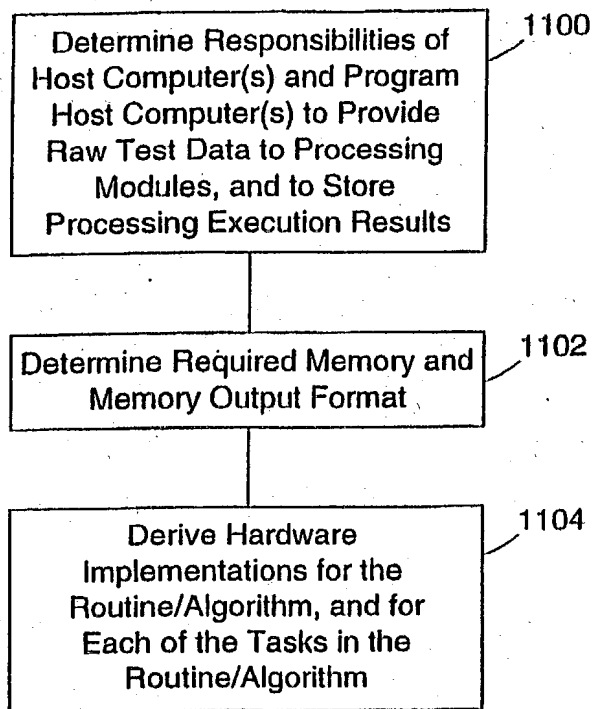 Determine Responsibilities of
Host Computer(s) and Program
Host Computer(s) to Provide
Raw Test Data to Processing
Modules, and to Store
Processing Execution Results
1100
Determine Required Memory and
Memory Output Format
1102
Derive Hardware
Implementations for the
Routine/Algorithm, and for
Each of the Tasks in the
Routine/Algorithm
1104